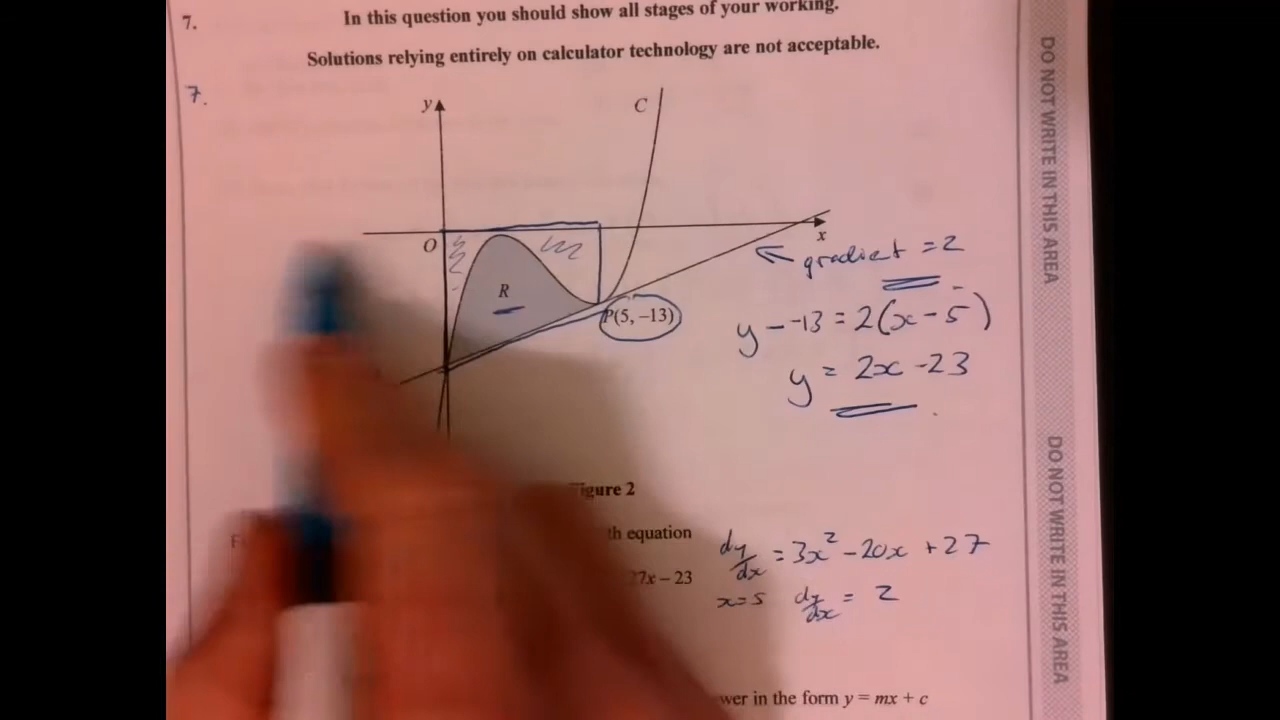 7. In this question you should show all stages of your working.
Solutions relying entirely on calculator technology are not acceptable.
7.
y
C
O
x
R
P(5, −13)
gradient = 2
y − −13 = 2(x − 5)
y = 2x − 23
Figure 2
equation
27x − 23
dy/dx = 3x² − 20x + 27
x = 5 dy/dx = 2
in the form y = mx + c
DO NOT WRITE IN THIS AREA
DO NOT WRITE IN THIS AREA